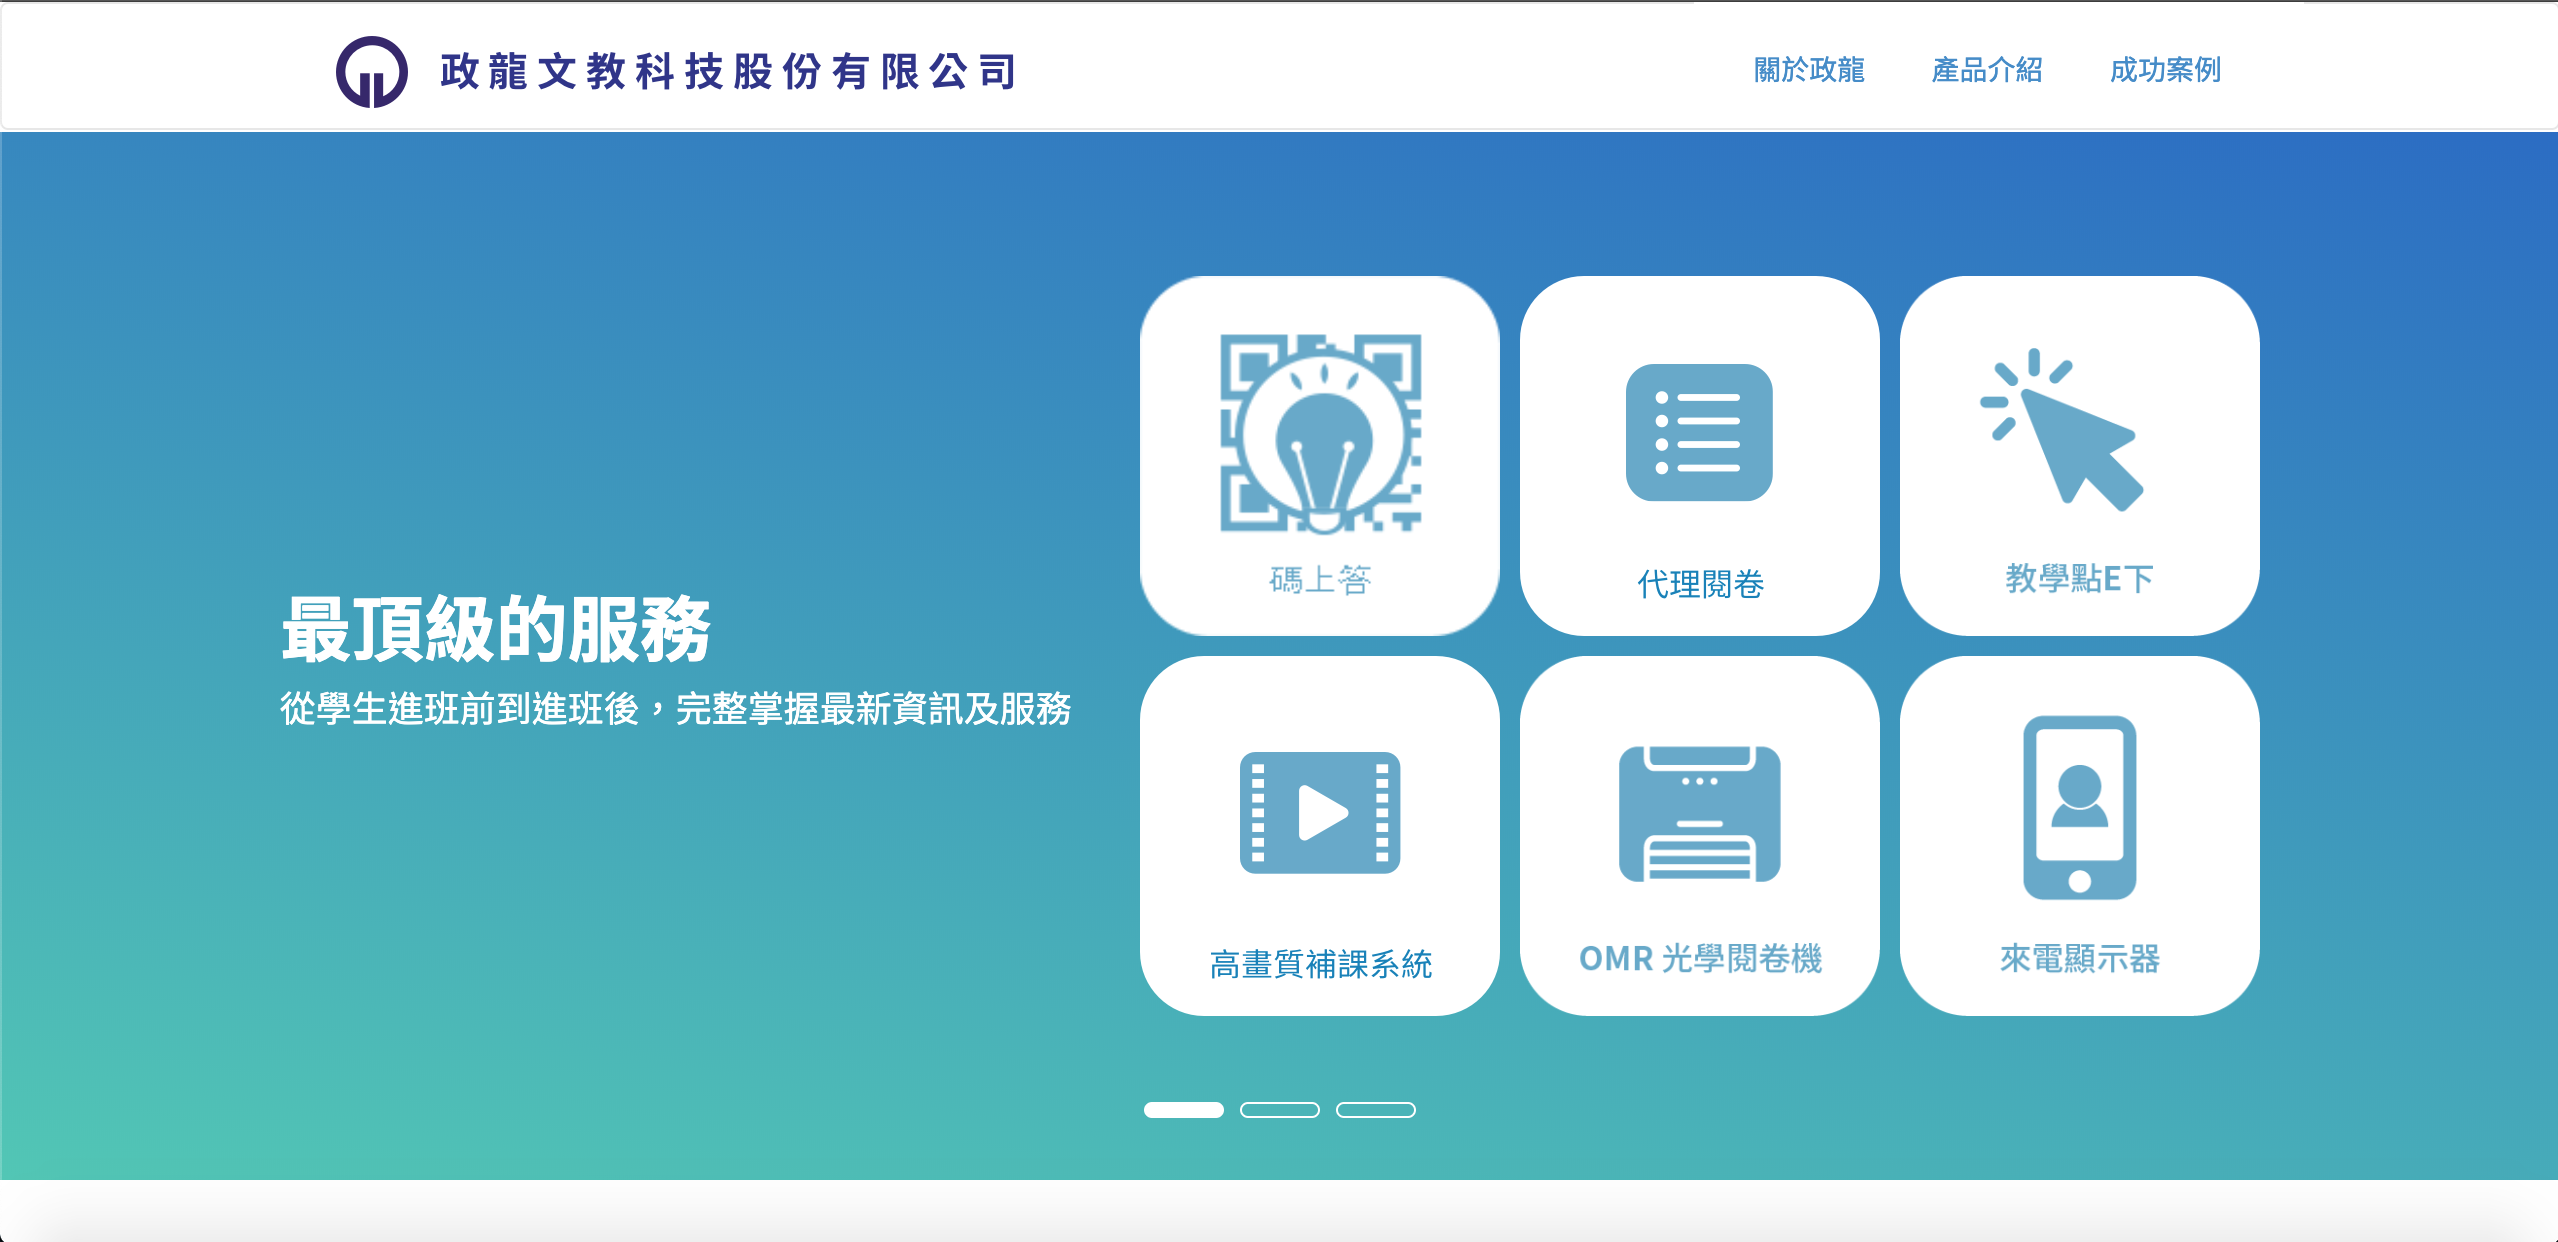 政龍文教科技股份有限公司
關於政龍
產品介紹
成功案例
碼上答
代理閱卷
教學點E下
最頂級的服務
從學生進班前到進班後，完整掌握最新資訊及服務
高畫質補課系統
OMR 光學閱卷機
來電顯示器